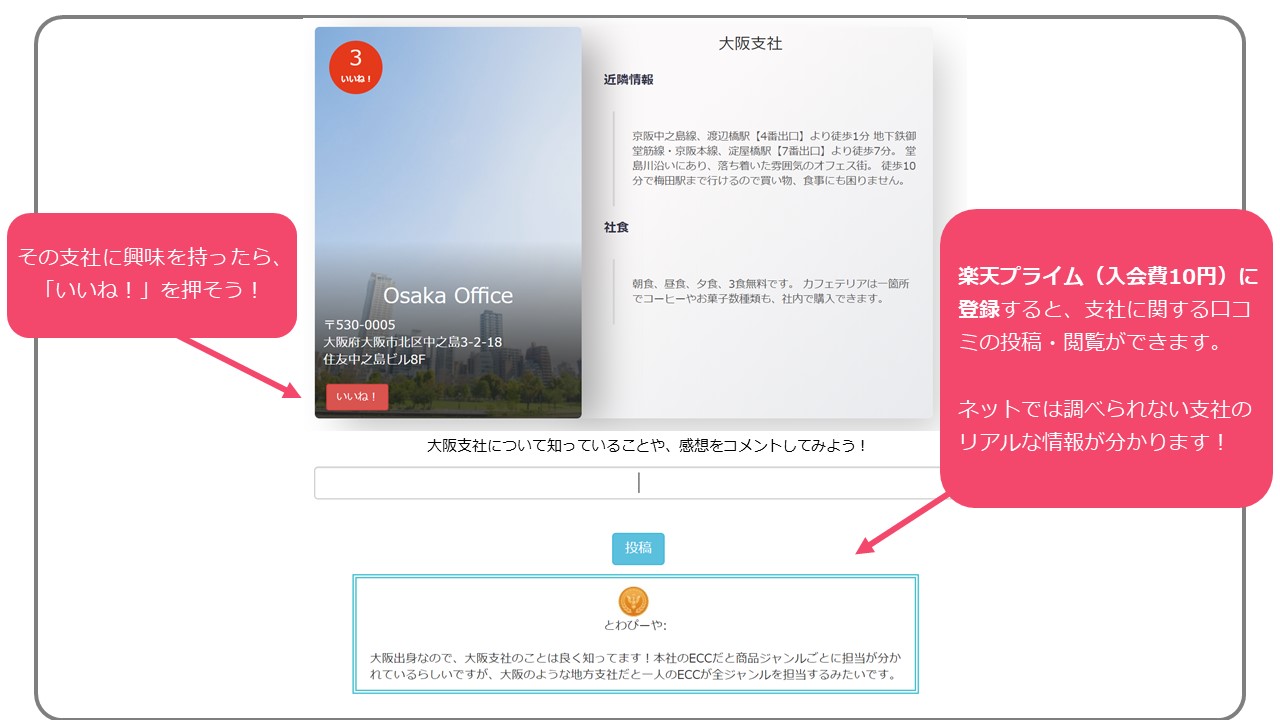 3
いいね！
Osaka Office
〒530-0005
大阪府大阪市北区中之島3-2-18
住友中之島ビル8F
いいね！
大阪支社
近隣情報
京阪中之島線、渡辺橋駅【4番出口】より徒歩1分 地下鉄御
堂筋線・京阪本線、淀屋橋駅【7番出口】より徒歩7分。 堂
島川沿いにあり、落ち着いた雰囲気のオフェス街。 徒歩10
分で梅田駅まで行けるので買い物、食事にも困りません。
社食
朝食、昼食、夕食、3食無料です。 カフェテリアは一箇所
でコーヒーやお菓子数種類も、社内で購入できます。
その支社に興味を持ったら、
「いいね！」を押そう！
楽天プライム（入会費10円）に
登録すると、支社に関する口コ
ミの投稿・閲覧ができます。
ネットでは調べられない支社の
リアルな情報が分かります！
大阪支社について知っていることや、感想をコメントしてみよう！
投稿
とわぴーや:
大阪出身なので、大阪支社のことは良く知ってます！本社のECCだと商品ジャンルごとに担当が分か
れているらしいですが、大阪のような地方支社だと一人のECCが全ジャンルを担当するみたいです。